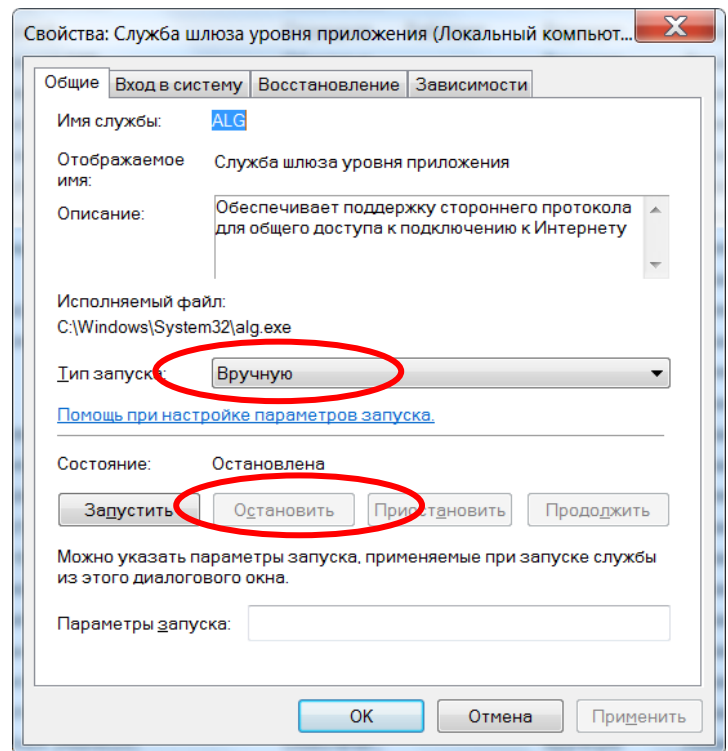 Свойства: Служба шлюза уровня приложения (Локальный компьют...
Общие Вход в систему Восстановление Зависимости
Имя службы: ALG
Отображаемое имя: Служба шлюза уровня приложения
Описание: Обеспечивает поддержку стороннего протокола
для общего доступа к подключению к Интернету
Исполняемый файл:
C:\Windows\System32\alg.exe
Тип запуска: Вручную
Помощь при настройке параметров запуска.
Состояние: Остановлена
Запустить Остановить Приостановить Продолжить
Можно указать параметры запуска, применяемые при запуске службы
из этого диалогового окна.
Параметры запуска:
OK Отмена Применить